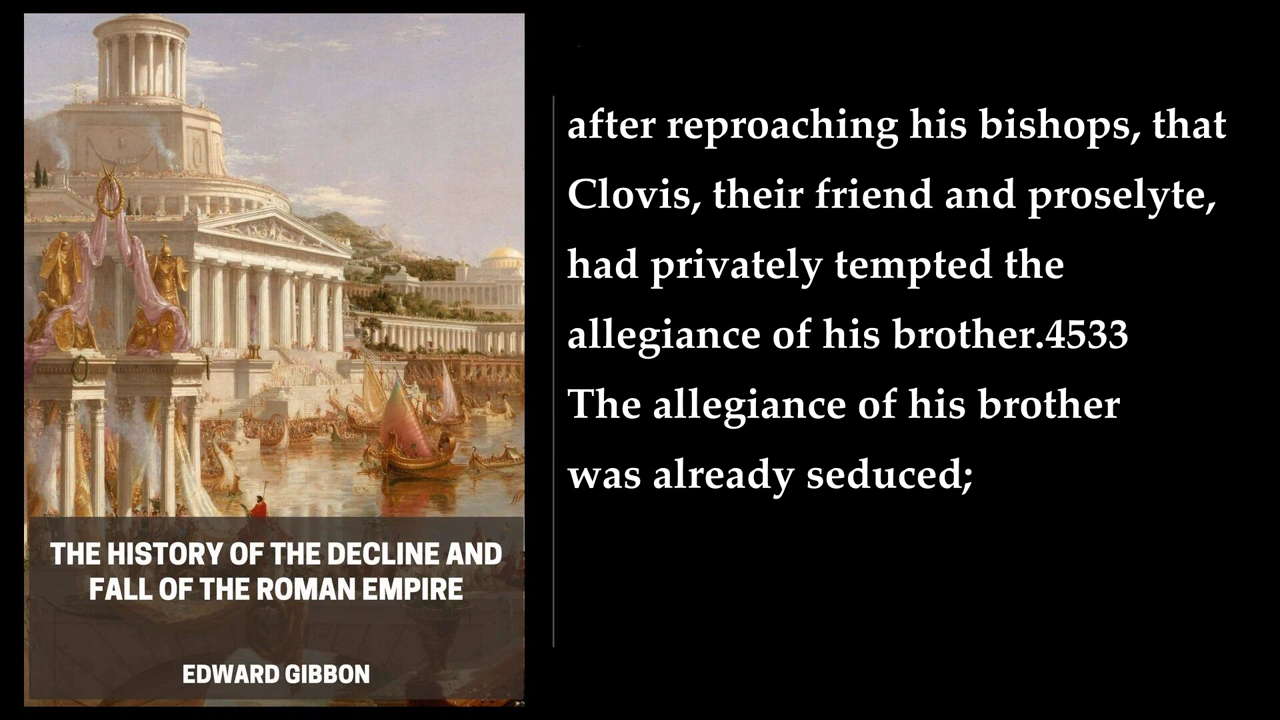 THE HISTORY OF THE DECLINE AND
FALL OF THE ROMAN EMPIRE
EDWARD GIBBON
after reproaching his bishops, that
Clovis, their friend and proselyte,
had privately tempted the
allegiance of his brother.4533
The allegiance of his brother
was already seduced;